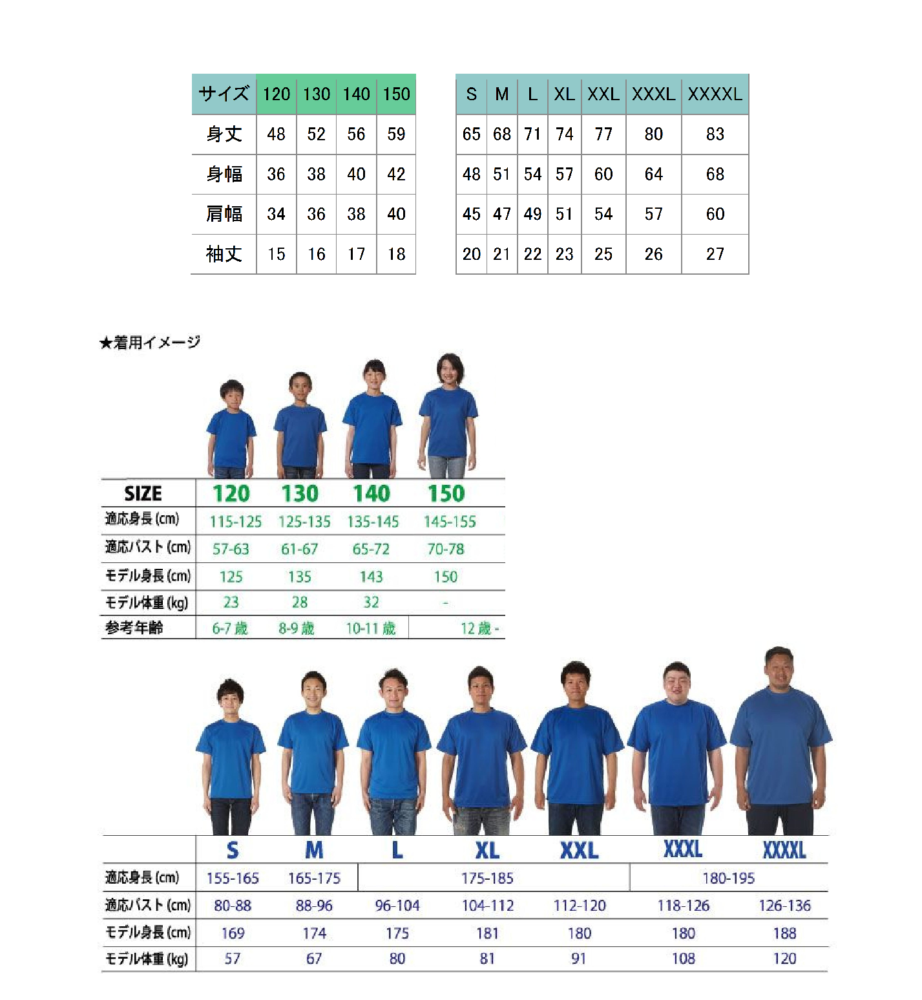 サイズ 120 130 140 150 S M L XL XXL XXXL XXXXL
身丈 48 52 56 59 65 68 71 74 77 80 83
身幅 36 38 40 42 48 51 54 57 60 64 68
肩幅 34 36 38 40 45 47 49 51 54 57 60
袖丈 15 16 17 18 20 21 22 23 25 26 27
★着用イメージ
SIZE 120 130 140 150
適応身長(cm) 115-125 125-135 135-145 145-155
適応バスト(cm) 57-63 61-67 65-72 70-78
モデル身長(cm) 125 135 143 150
モデル体重(kg) 23 28 32 -
参考年齢 6-7歳 8-9歳 10-11歳 12歳-
S M L XL XXL XXXL XXXXL
適応身長(cm) 155-165 165-175 175-185 180-195
適応バスト(cm) 80-88 88-96 96-104 104-112 112-120 118-126 126-136
モデル身長(cm) 169 174 175 181 180 180 188
モデル体重(kg) 57 67 80 81 91 108 120